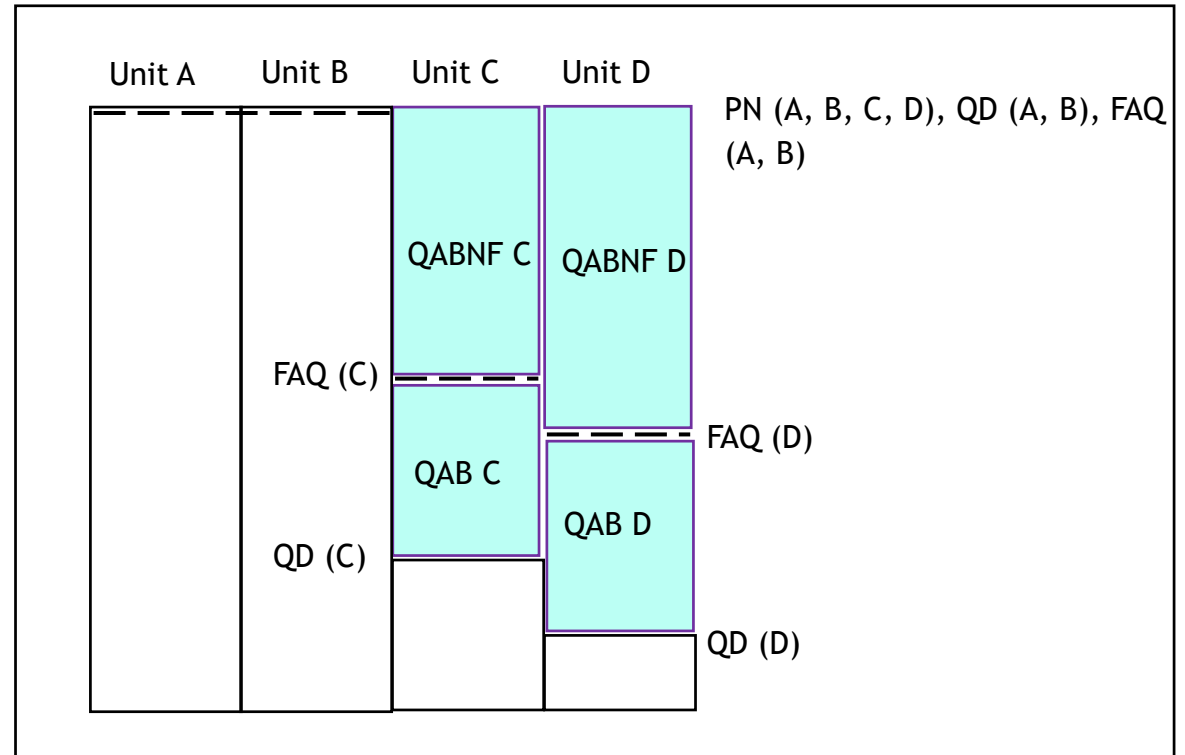 Unit A
Unit B
Unit C
Unit D
PN (A, B, C, D), QD (A, B), FAQ
(A, B)
QABNF C
QABNF D
FAQ (C)
FAQ (D)
QAB C
QAB D
QD (C)
QD (D)